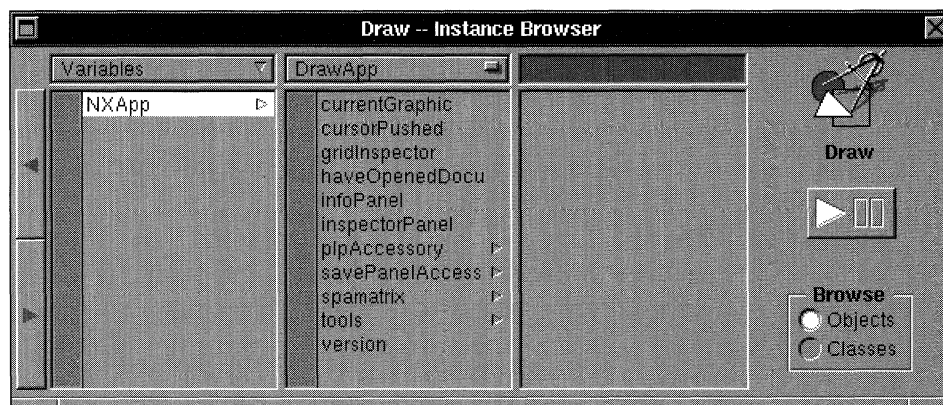 Draw -- Instance Browser
Variables
DrawApp
NXApp
currentGraphic
cursorPushed
gridInspector
haveOpenedDocu
infoPanel
inspectorPanel
plpAccessory
savePanelAccess
spamatrix
tools
version
Draw
Browse
Objects
Classes